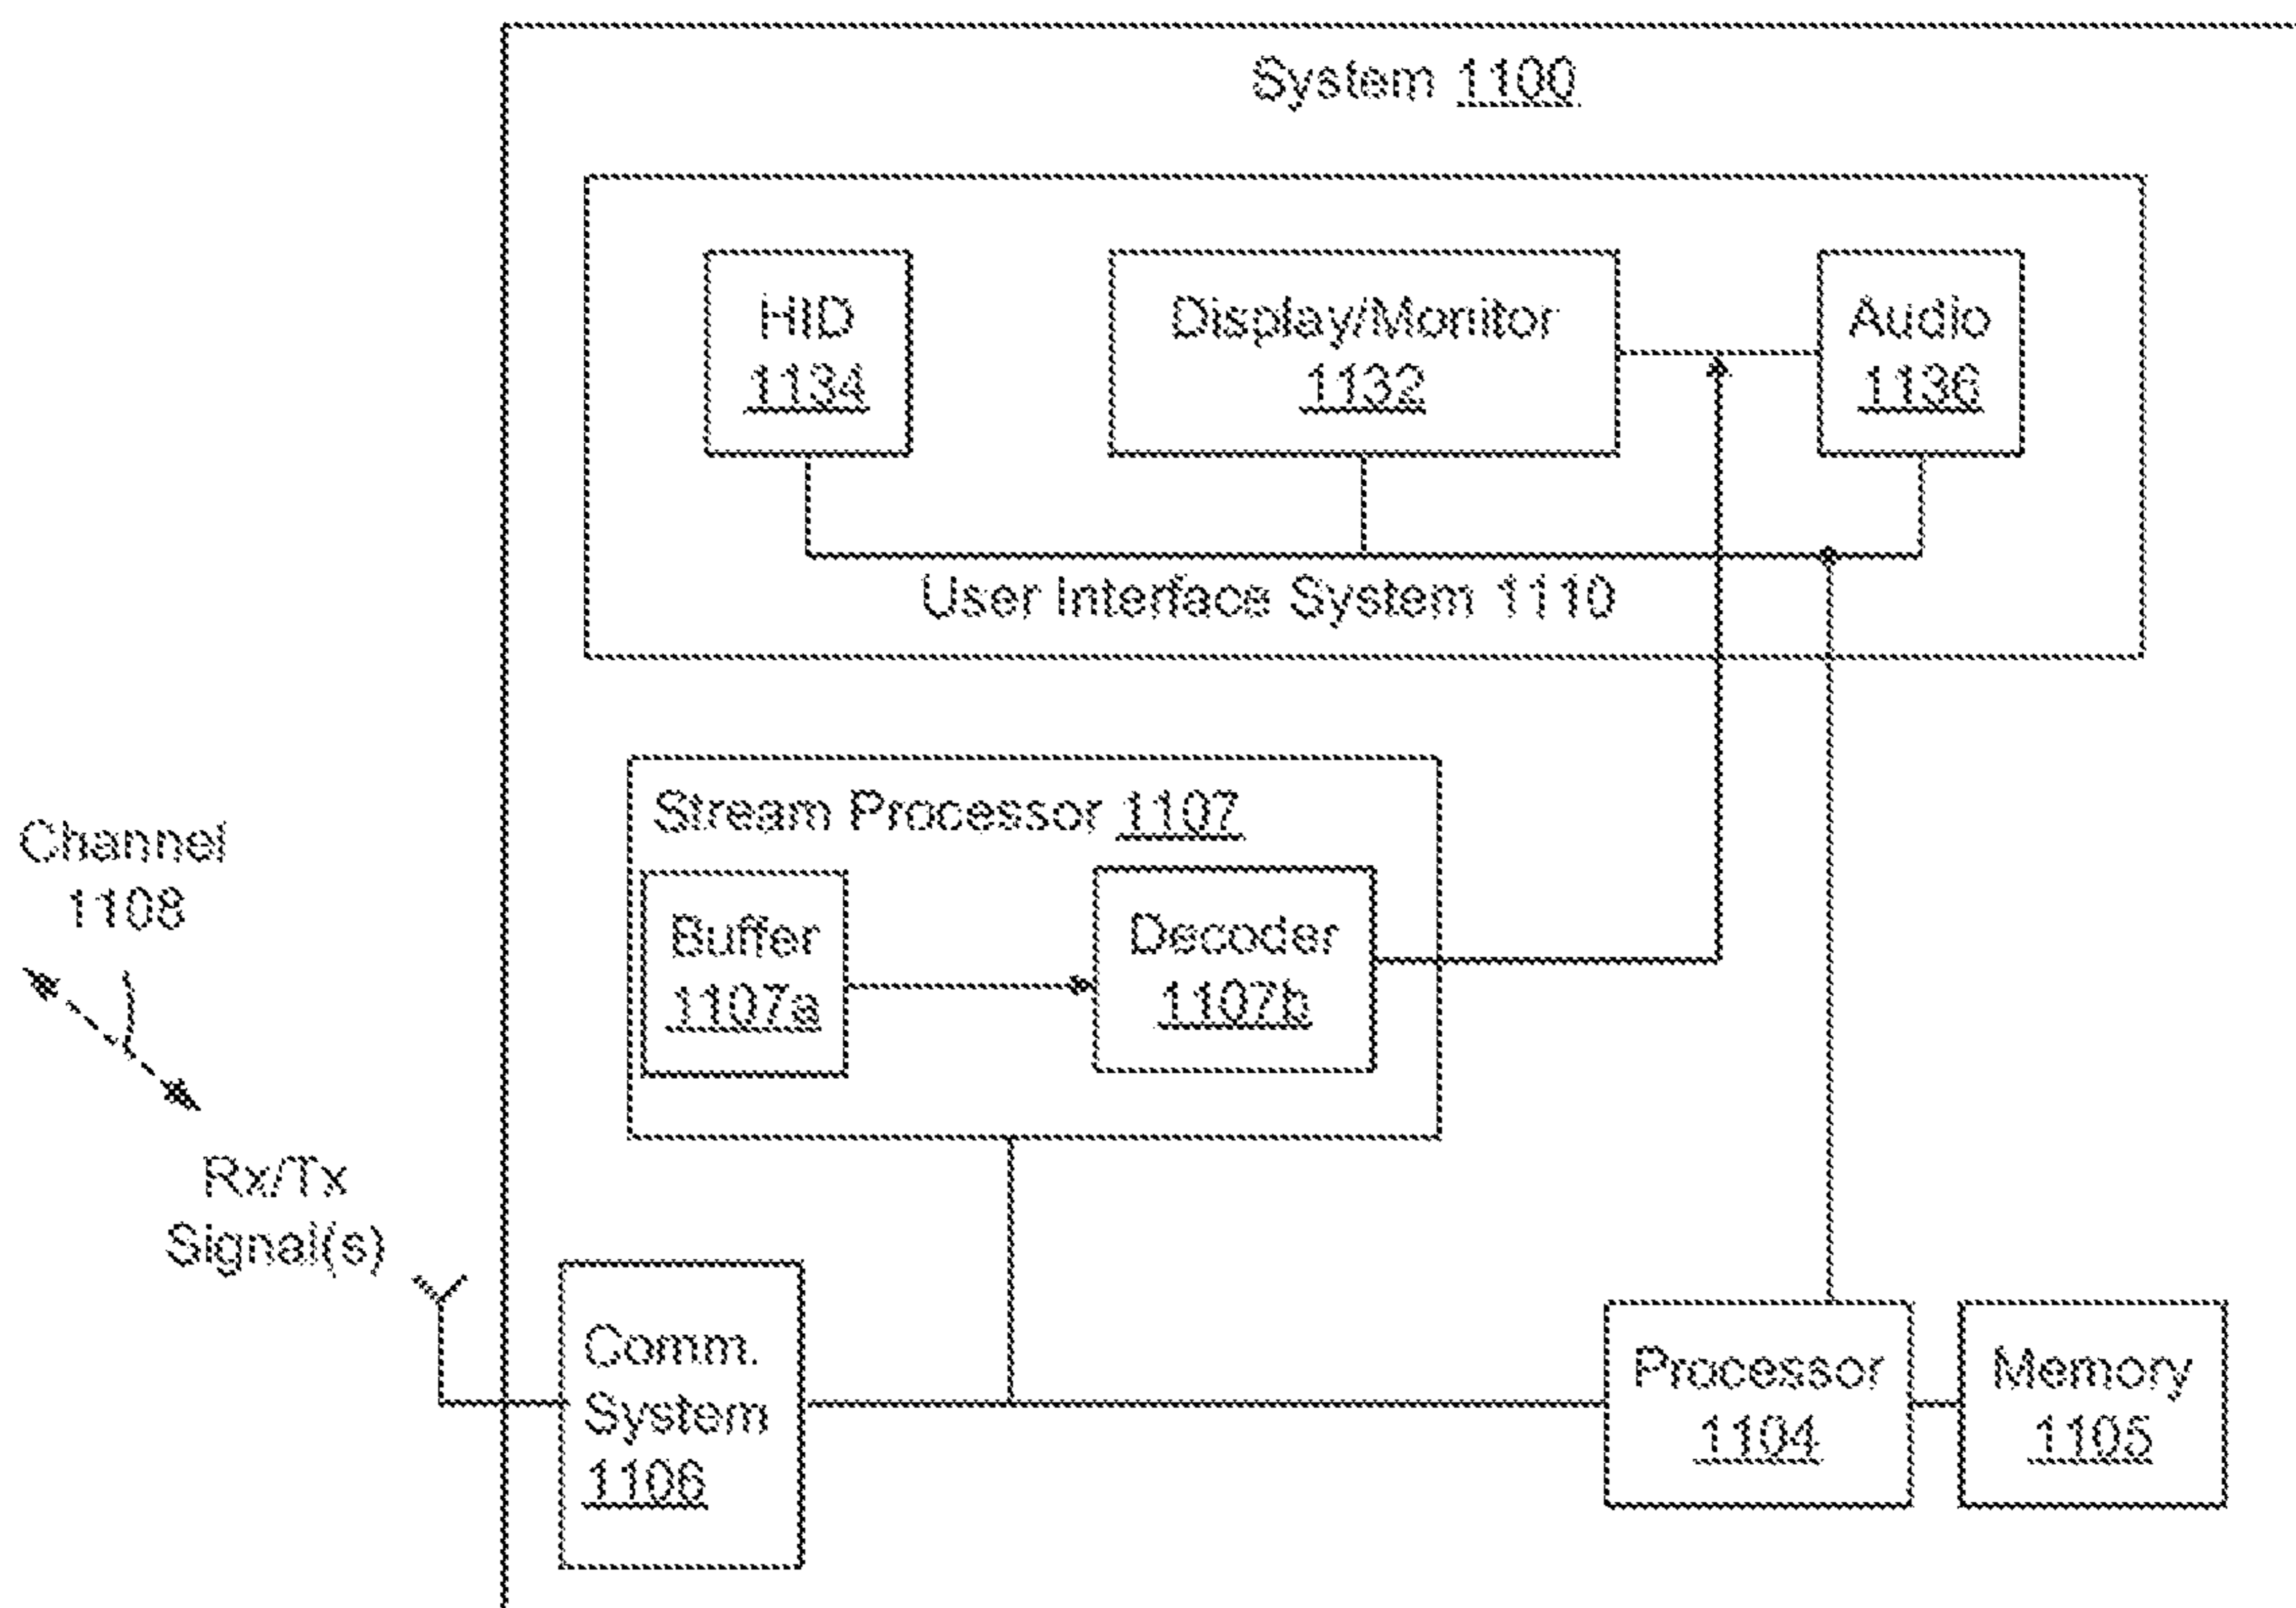 System 1100
HID
1134
Display/Monitor
1132
Audio
1136
User Interface System 1110
Stream Processor 1107
Buffer
1107a
Decoder
1107b
Channel
1108
Rx/Tx
Signal(s)
Comm.
System
1106
Processor
1104
Memory
1105